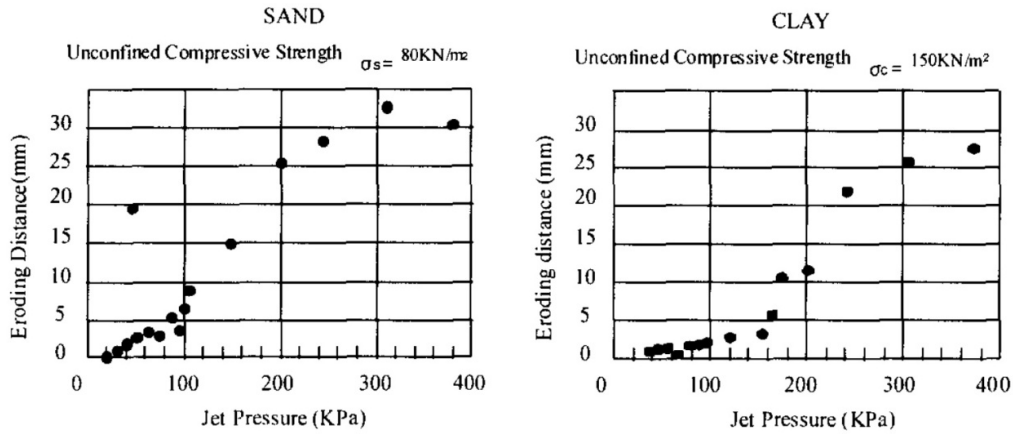 SAND
Unconfined Compressive Strength σs= 80KN/m2
Eroding Distance(mm)
30
25
20
15
10
5
0
0 100 200 300 400
Jet Pressure (KPa)
CLAY
Unconfined Compressive Strength σc = 150KN/m²
Eroding distance (mm)
30
25
20
15
10
5
0
0 100 200 300 400
Jet Pressure (KPa)